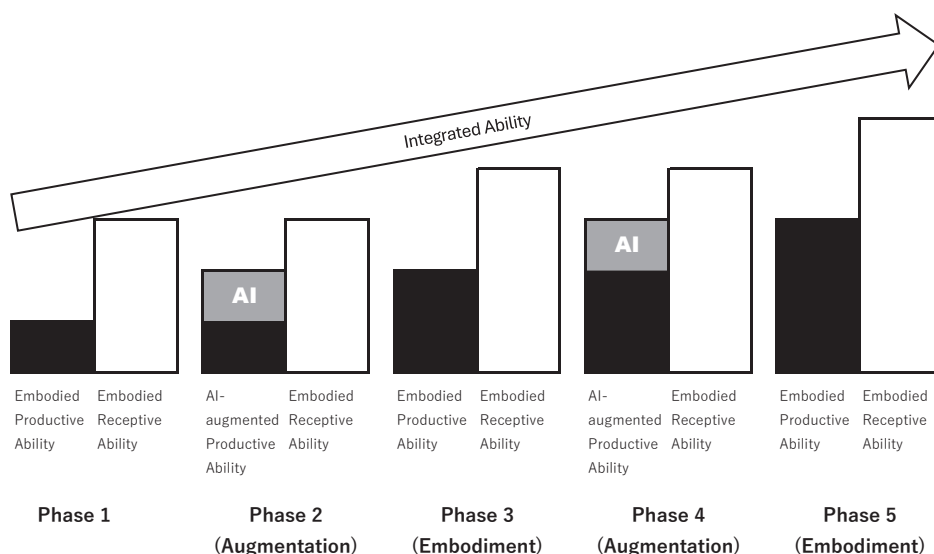 Integrated Ability
AI
AI
Embodied
Productive
Ability
Embodied
Receptive
Ability
AI-
augmented
Productive
Ability
Embodied
Receptive
Ability
Embodied
Productive
Ability
Embodied
Receptive
Ability
AI-
augmented
Productive
Ability
Embodied
Receptive
Ability
Embodied
Productive
Ability
Embodied
Receptive
Ability
Phase 1
Phase 2
(Augmentation)
Phase 3
(Embodiment)
Phase 4
(Augmentation)
Phase 5
(Embodiment)